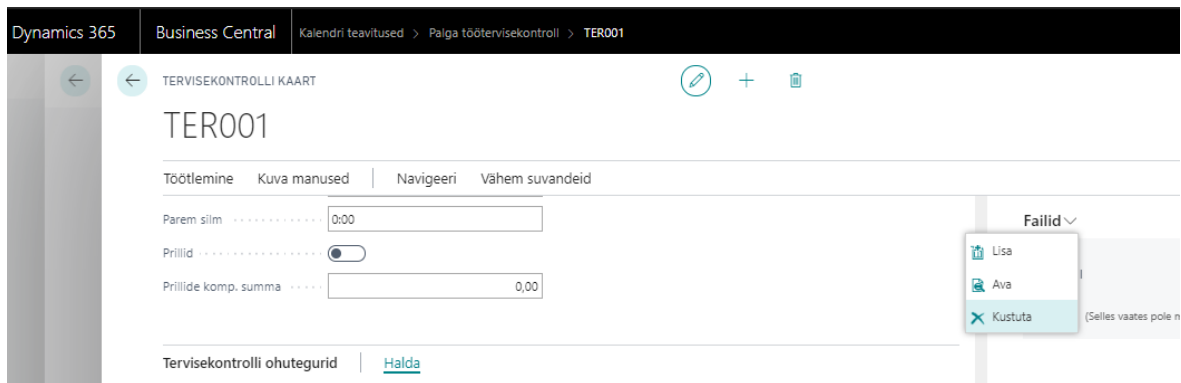 Dynamics 365 Business Central Kalendri teavitused > Palga töötervisekontroll > TER001
TERVISEKONTROLLI KAART
TER001
Töötlemine Kuva manused Navigeeri Vähem suvandeid
Parem silm 0:00
Prillid
Prillide komp. summa 0,00
Failid
Lisa
Ava
Kustuta
(Selles vaates pole
Tervisekontrolli ohutegurid Halda